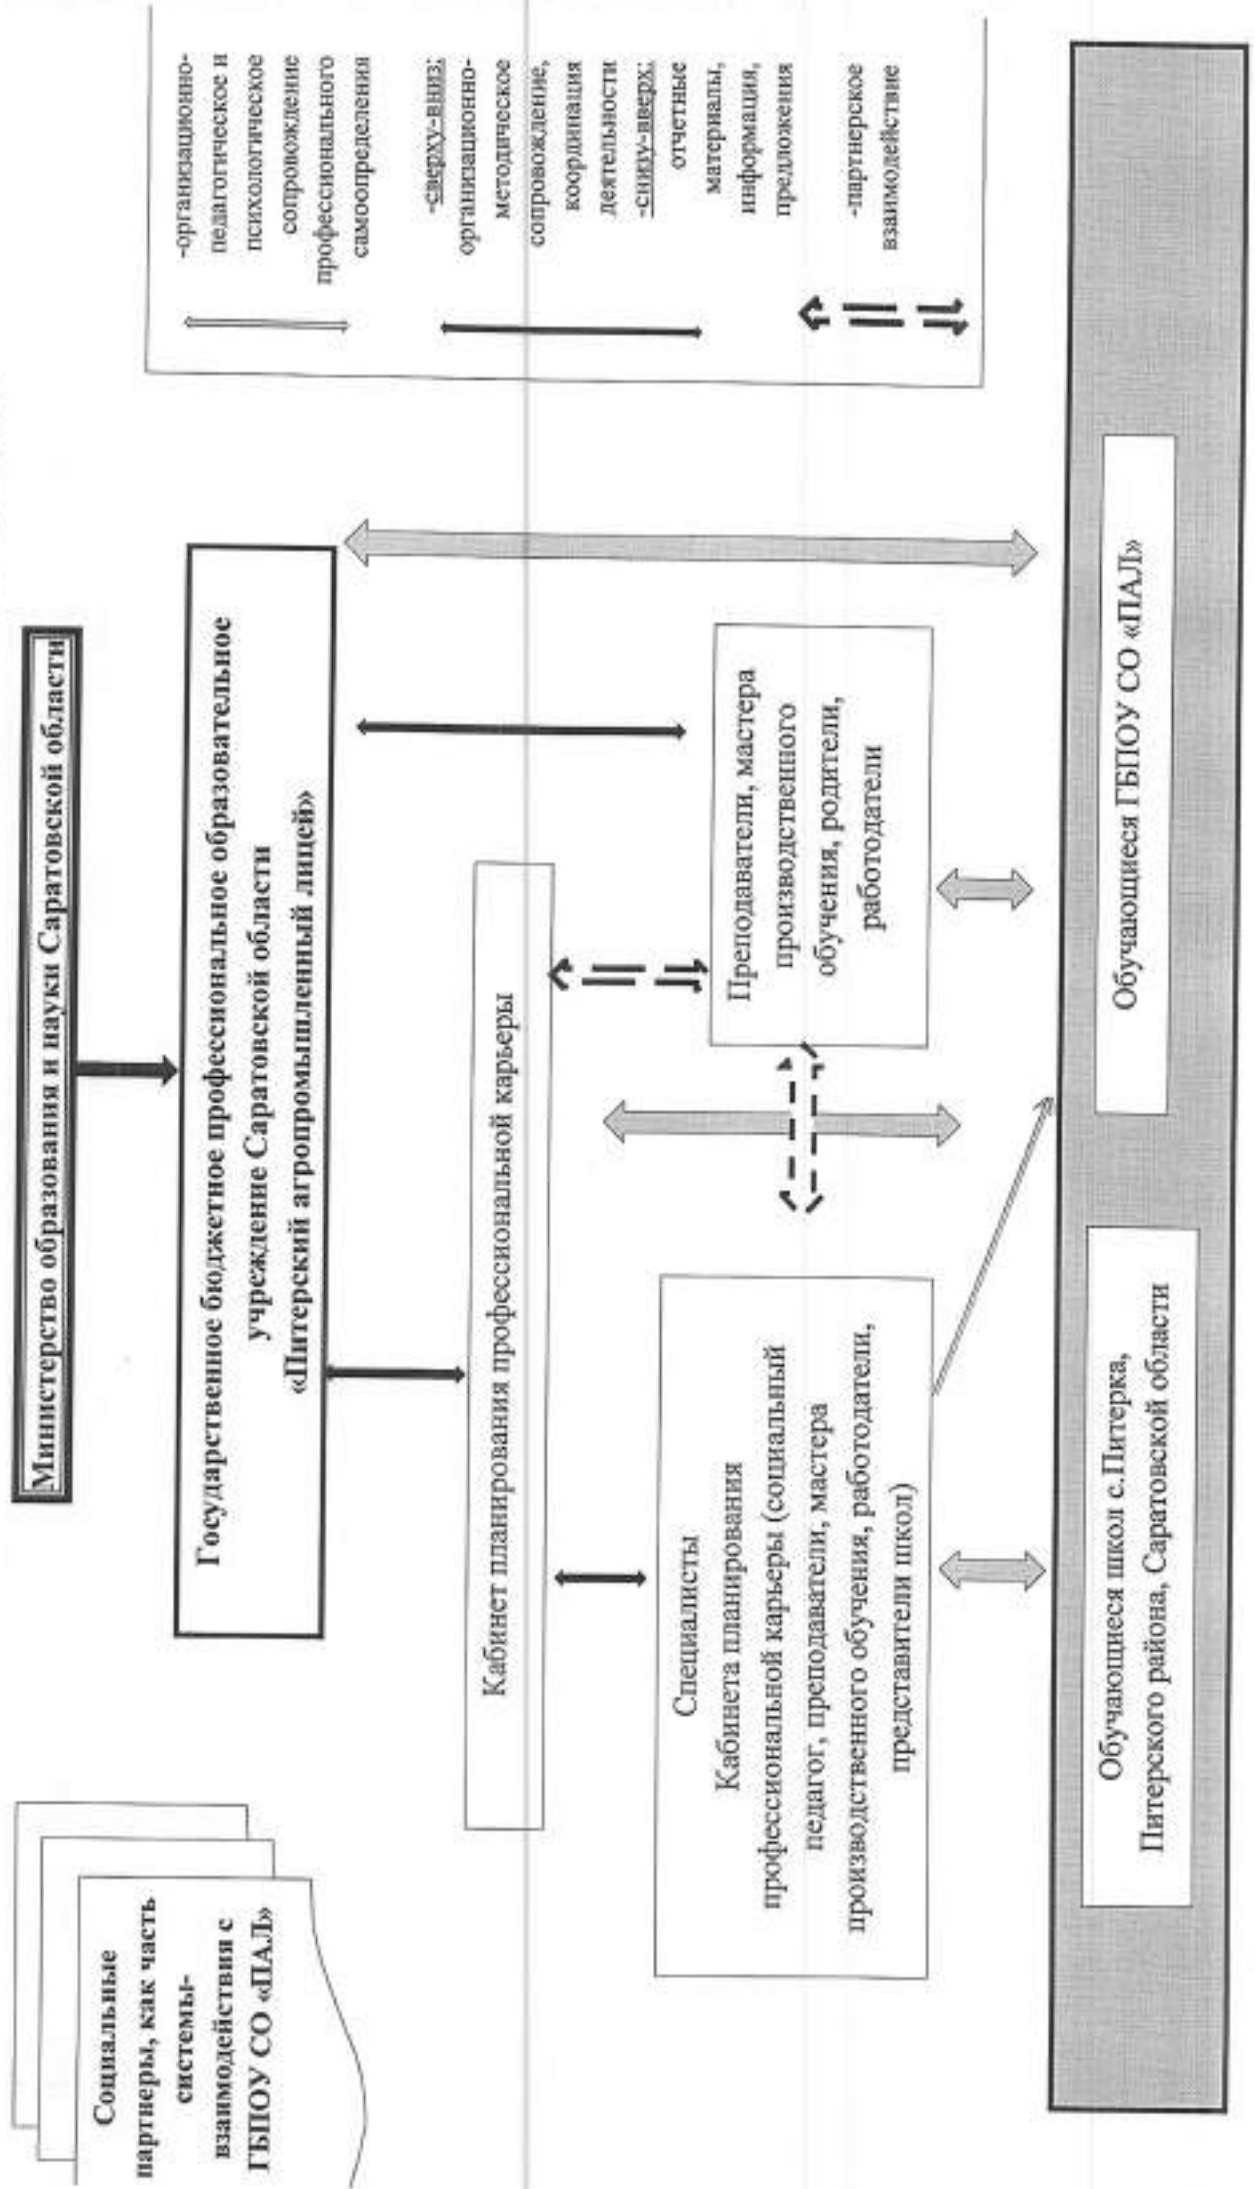 Министерство образования и науки Саратовской области
Социальные
партнеры, как часть
системы-
взаимодействия с
ГБПОУ СО «ПАЛ»
Государственное бюджетное профессиональное образовательное
учреждение Саратовской области
«Питерский агропромышленный лицей»
Кабинет планирования профессиональной карьеры
Специалисты
Кабинета планирования
профессиональной карьеры (социальный
педагог, преподаватели, мастера
производственного обучения, работодатели,
представители школ)
Преподаватели, мастера
производственного
обучения, родители,
работодатели
Обучающиеся школ с.Питерка,
Питерского района, Саратовской области
Обучающиеся ГБПОУ СО «ПАЛ»
-организационно-
педагогическое и
психологическое
сопровождение
профессионального
самоопределения
-сверху-вниз:
организационно-
методическое
сопровождение,
координация
деятельности
-снизу-вверх:
отчетные
материалы,
информация,
предложения
-партнерское
взаимодействие